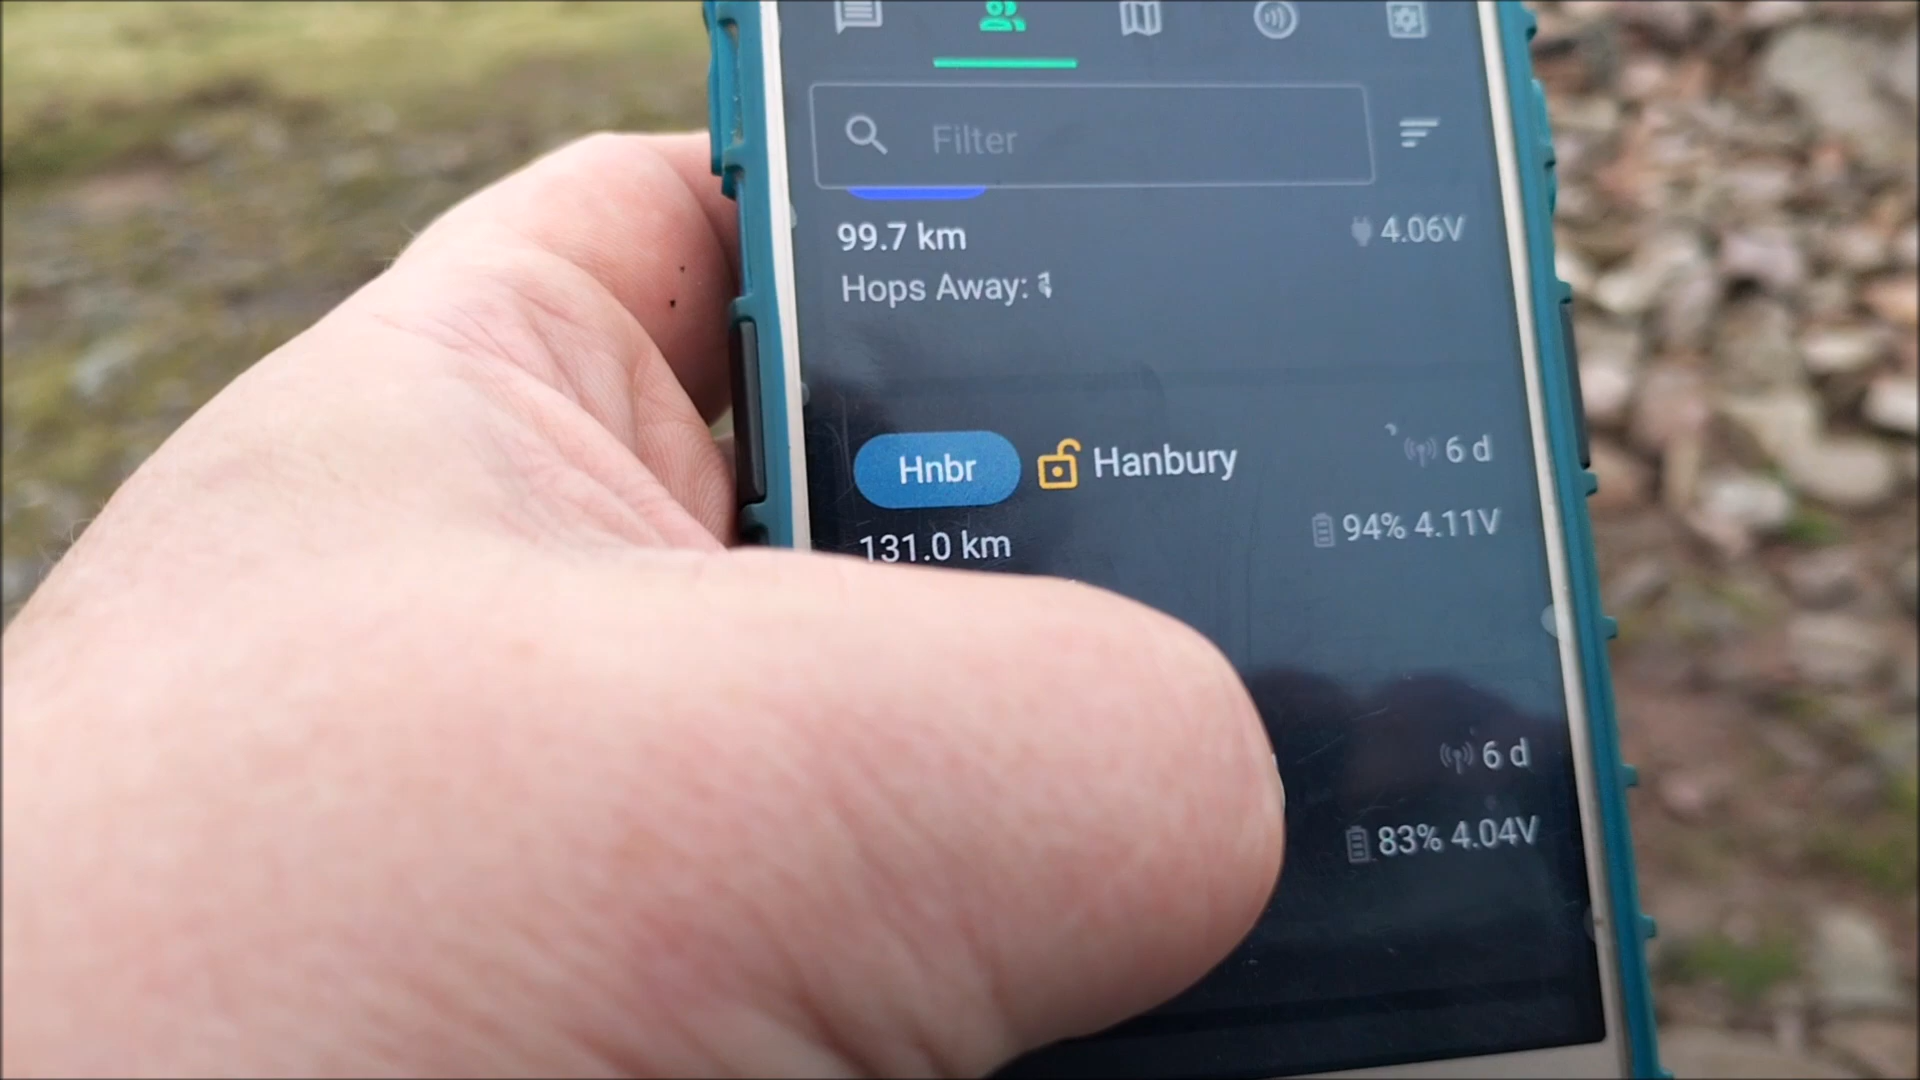 Filter
99.7 km 4.06V
Hops Away:
Hnbr Hanbury 6 d
131.0 km 94% 4.11V
6 d
83% 4.04V